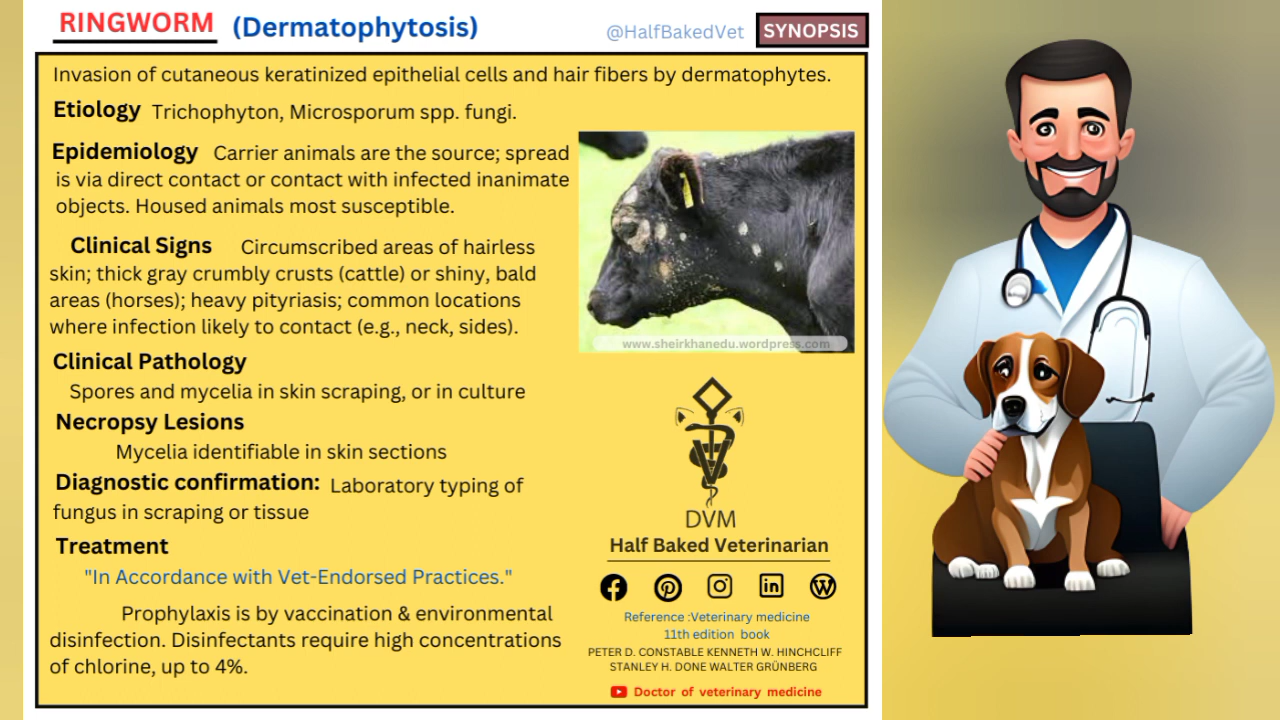 RINGWORM (Dermatophytosis) @HalfBakedVet SYNOPSIS
Invasion of cutaneous keratinized epithelial cells and hair fibers by dermatophytes.
Etiology Trichophyton, Microsporum spp. fungi.
Epidemiology Carrier animals are the source; spread
is via direct contact or contact with infected inanimate
objects. Housed animals most susceptible.
Clinical Signs Circumscribed areas of hairless
skin; thick gray crumbly crusts (cattle) or shiny, bald
areas (horses); heavy pityriasis; common locations
where infection likely to contact (e.g., neck, sides).
Clinical Pathology
Spores and mycelia in skin scraping, or in culture
Necropsy Lesions
Mycelia identifiable in skin sections
Diagnostic confirmation: Laboratory typing of
fungus in scraping or tissue
Treatment
"In Accordance with Vet-Endorsed Practices."
Prophylaxis is by vaccination & environmental
disinfection. Disinfectants require high concentrations
of chlorine, up to 4%.
www.sheirkhanedu.wordpress.com
V
DVM
Half Baked Veterinarian
Reference :Veterinary medicine
11th edition book
PETER D. CONSTABLE KENNETH W. HINCHCLIFF
STANLEY H. DONE WALTER GRÜNBERG
Doctor of veterinary medicine